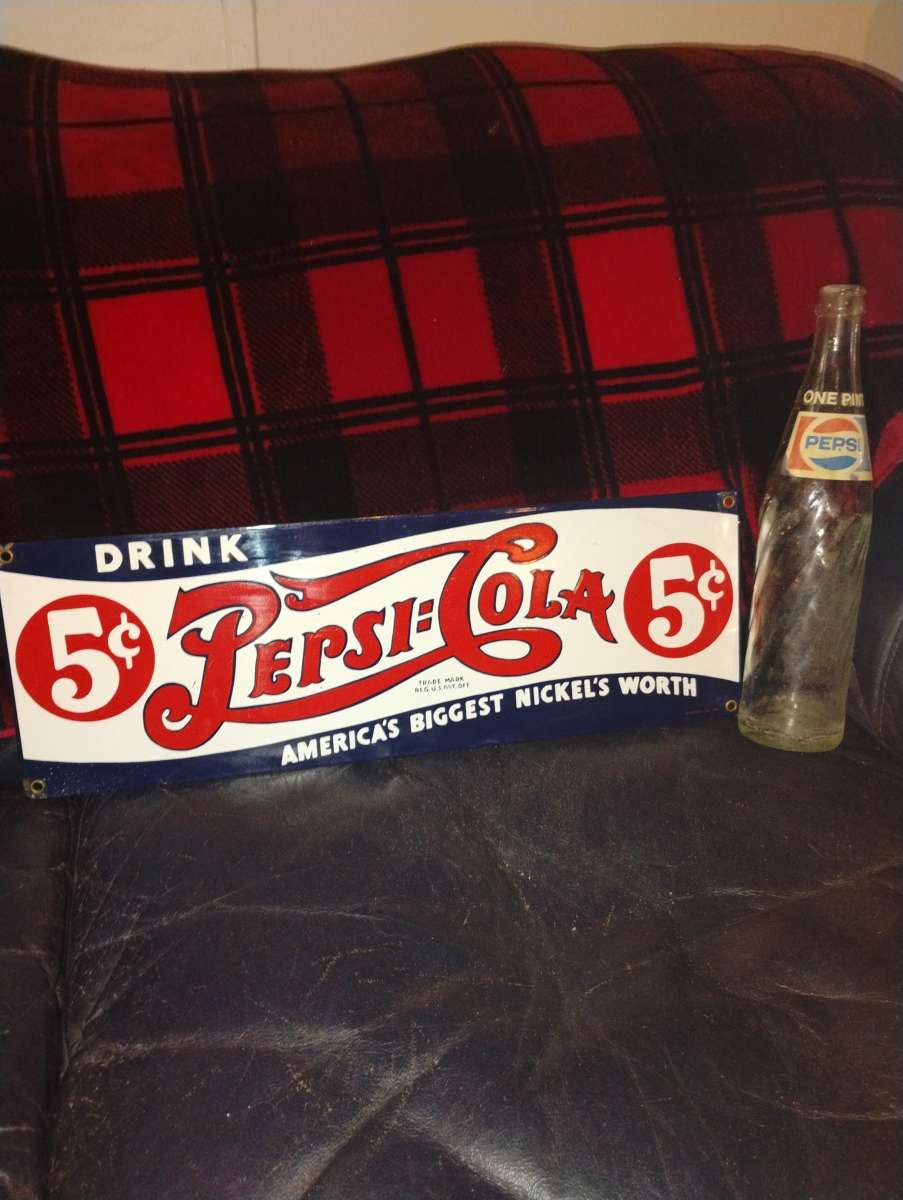 DRINK
5¢ PEPSI=COLA 5¢
TRADE MARK
REG. U.S. PAT. OFF
AMERICA'S BIGGEST NICKEL'S WORTH
ONE PINT
PEPSI